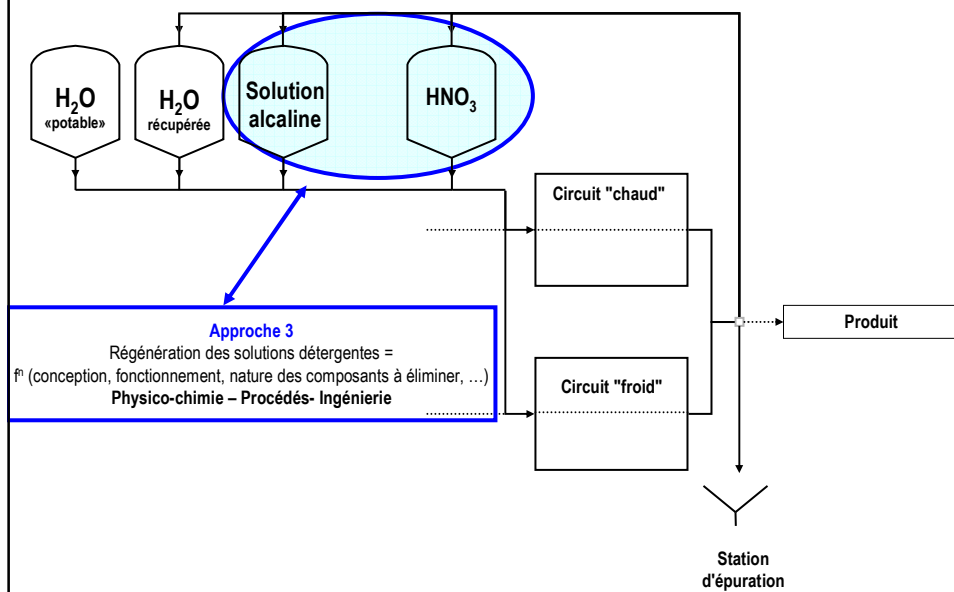 H₂O
«potable»
H₂O
récupérée
Solution
alcaline
HNO₃
Circuit "chaud"
Approche 3
Régénération des solutions détergentes =
fⁿ (conception, fonctionnement, nature des composants à éliminer, …)
Physico-chimie – Procédés- Ingénierie
Produit
Circuit "froid"
Station
d'épuration